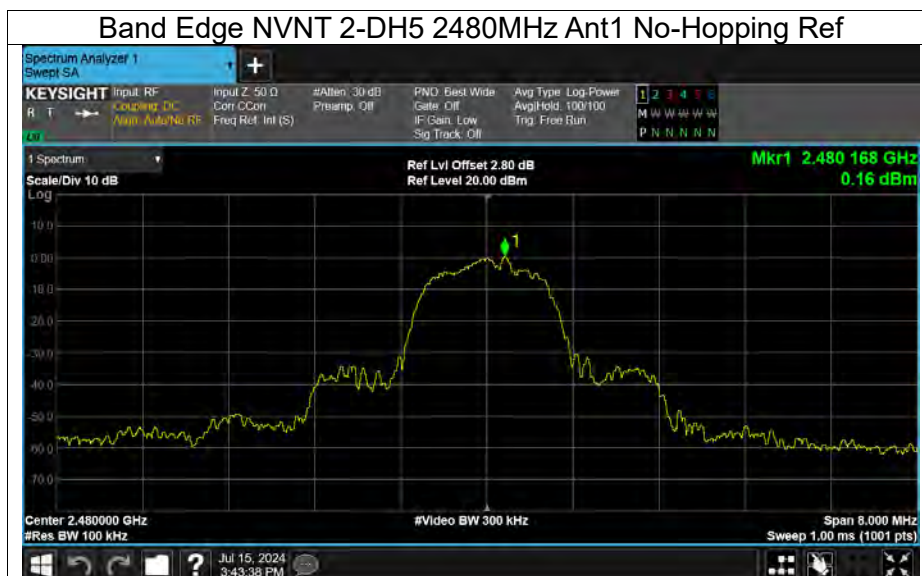 Band Edge NVNT 2-DH5 2480MHz Ant1 No-Hopping Ref
Spectrum Analyzer 1
Swept SA
+
KEYSIGHT Input: RF Input Z: 50 Ω #Atten: 30 dB PNO: Best Wide Avg Type: Log-Power 1 2 3 4 5 6
R T Coupling: DC Corr CCorr Preamp: Off Gate: Off Avg|Hold: 100/100 M W W W W W
Align: Auto/No RF Freq Ref: Int (S) IF Gain: Low Trig: Free Run
Sig Track: Off P N N N N N
1 Spectrum Ref Lvl Offset 2.80 dB Mkr1 2.480 168 GHz
Scale/Div 10 dB Ref Level 20.00 dBm 0.16 dBm
Log
10.0
1
0.00
-10.0
-20.0
-30.0
-40.0
-50.0
-60.0
-70.0
Center 2.480000 GHz #Video BW 300 kHz Span 8.000 MHz
#Res BW 100 kHz Sweep 1.00 ms (1001 pts)
? Jul 15, 2024
3:43:38 PM